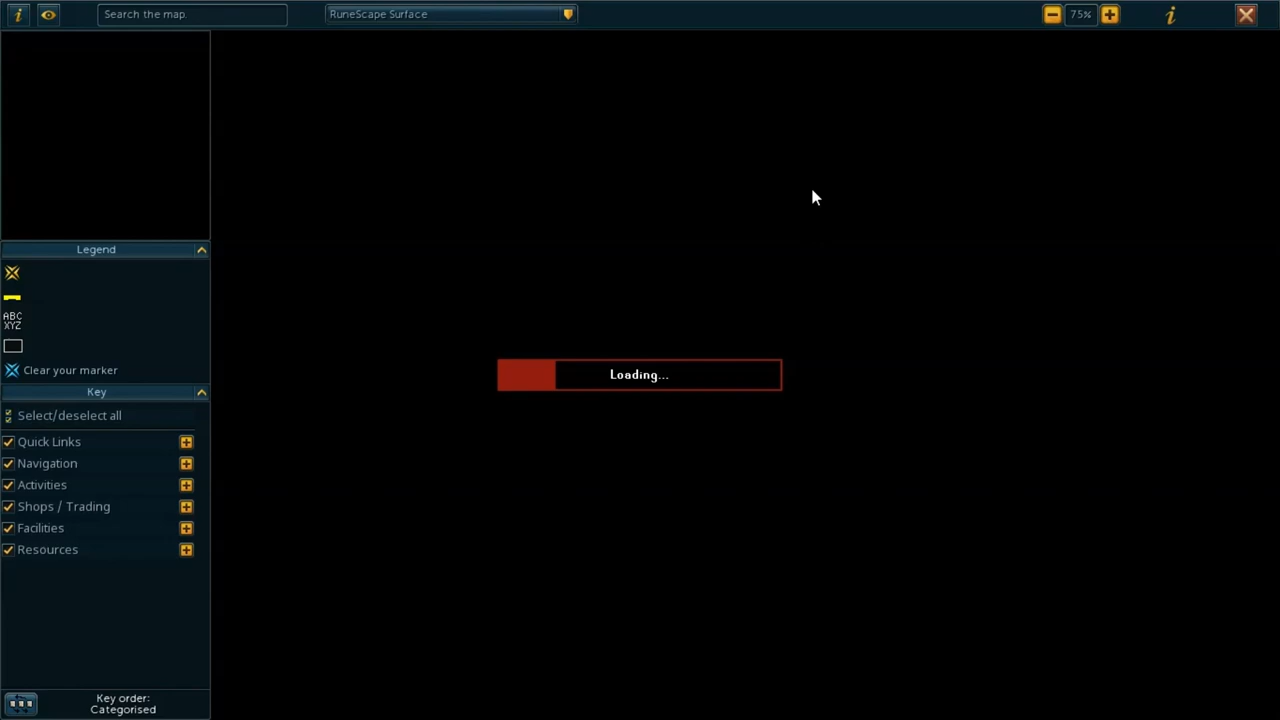 Search the map.
RuneScape Surface
75%
Legend
ABC
XYZ
Clear your marker
Key
Select/deselect all
Quick Links
Navigation
Activities
Shops / Trading
Facilities
Resources
Loading...
Key order:
Categorised